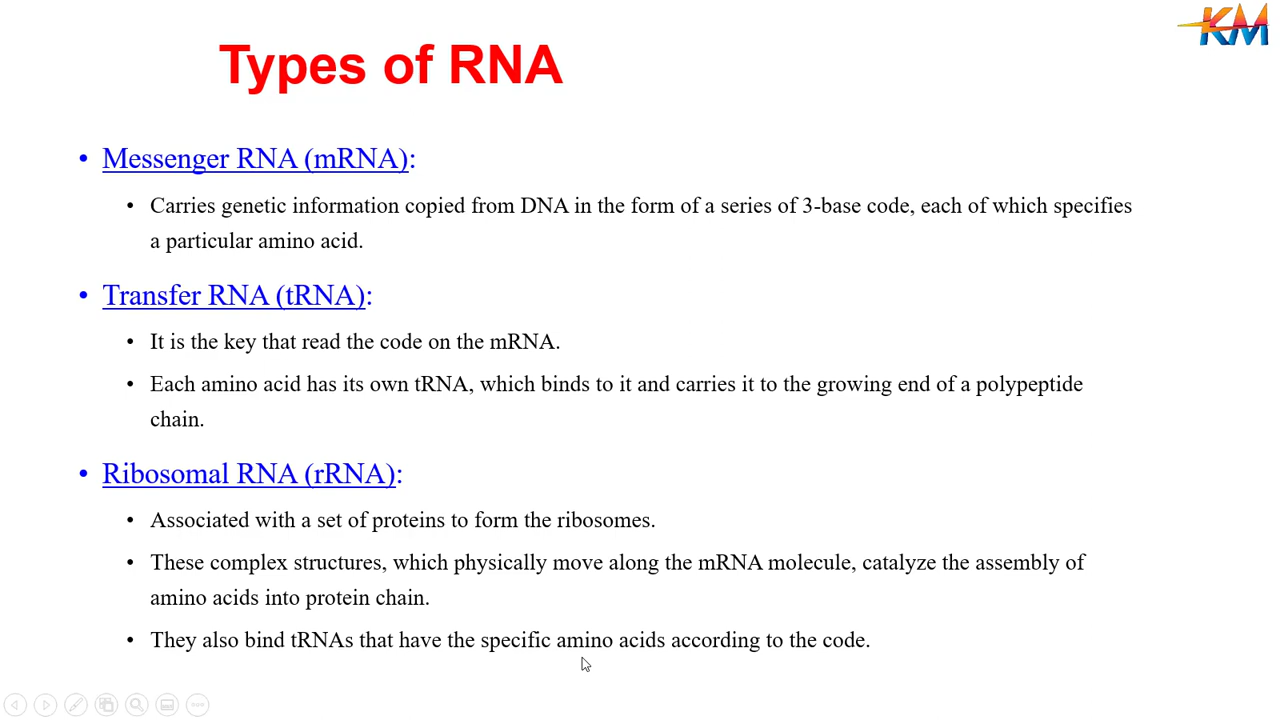 KM
Types of RNA
• Messenger RNA (mRNA):
• Carries genetic information copied from DNA in the form of a series of 3-base code, each of which specifies
a particular amino acid.
• Transfer RNA (tRNA):
• It is the key that read the code on the mRNA.
• Each amino acid has its own tRNA, which binds to it and carries it to the growing end of a polypeptide
chain.
• Ribosomal RNA (rRNA):
• Associated with a set of proteins to form the ribosomes.
• These complex structures, which physically move along the mRNA molecule, catalyze the assembly of
amino acids into protein chain.
• They also bind tRNAs that have the specific amino acids according to the code.